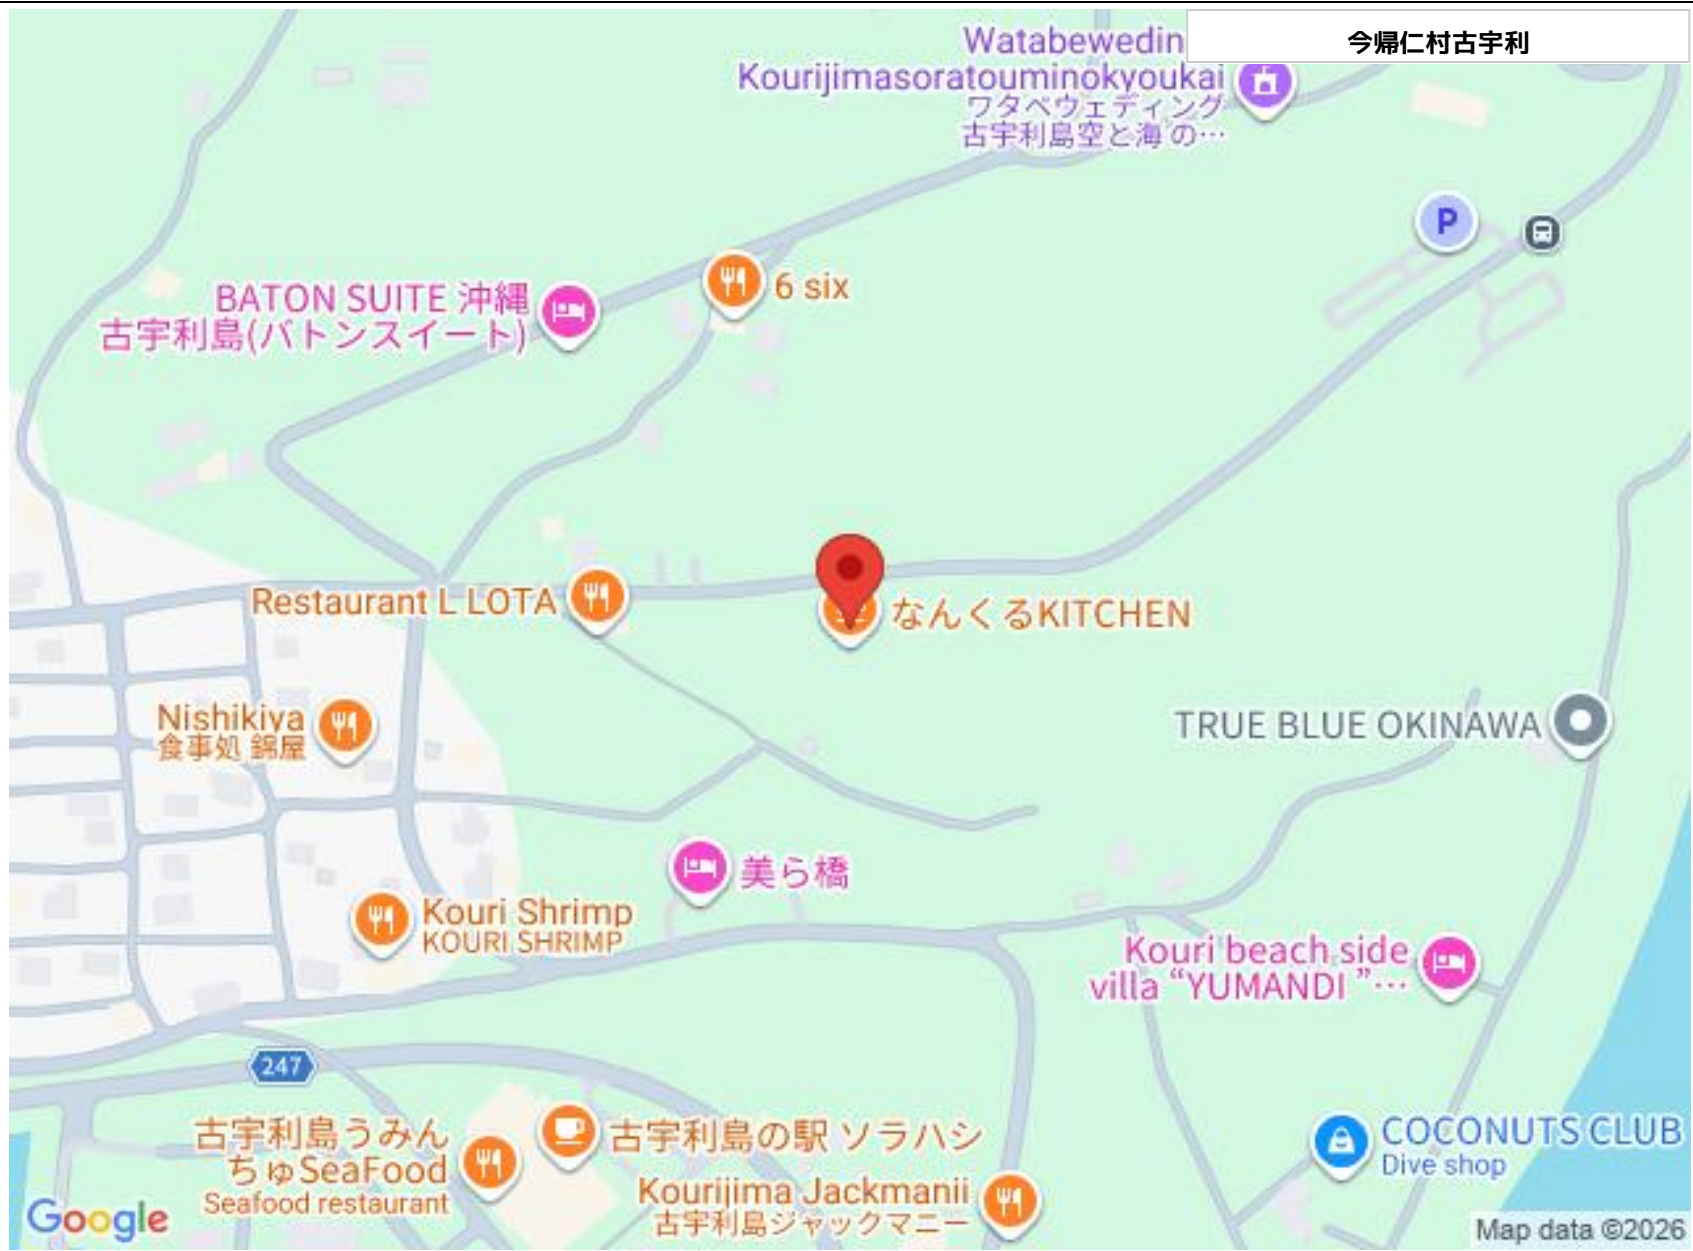 今帰仁村古宇利
Watabewedin
Kourijimasoratouminokyoukai
ワタベウェディング
古宇利島空と海の…
P
6 six
BATON SUITE 沖縄
古宇利島(バトンスイート)
Restaurant L LOTA
なんくるKITCHEN
Nishikiya
食事処 錦屋
TRUE BLUE OKINAWA
美ら橋
Kouri Shrimp
KOURI SHRIMP
Kouri beach side
villa “YUMANDI ”…
247
古宇利島うみん
ちゅSeaFood
Seafood restaurant
古宇利島の駅 ソラハシ
COCONUTS CLUB
Dive shop
Kourijima Jackmanii
古宇利島ジャックマニー
Google
Map data ©2026